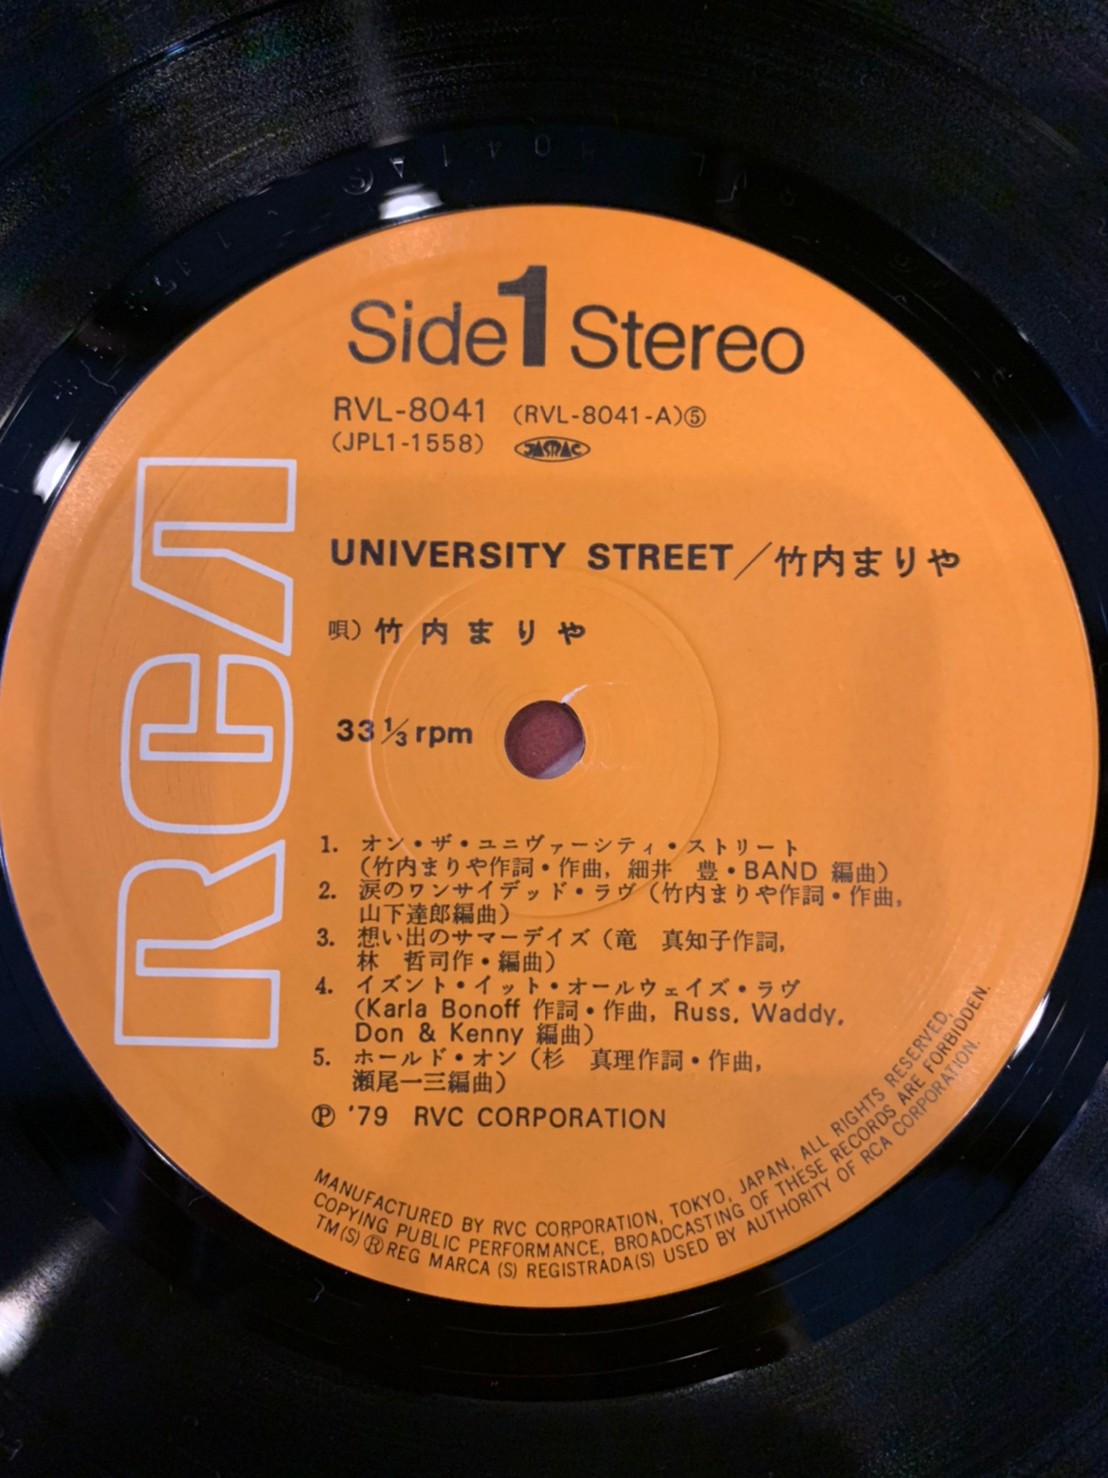 Side 1 Stereo
RVL-8041 (RVL-8041-A)⑤
(JPL1-1558) JASRAC
RCA
UNIVERSITY STREET／竹内まりや
唄) 竹内まりや
33 1/3 rpm
1. オン・ザ・ユニヴァーシティ・ストリート
(竹内まりや作詞・作曲, 細井 豊・BAND 編曲)
2. 涙のワンサイデッド・ラヴ (竹内まりや作詞・作曲,
山下達郎編曲)
3. 想い出のサマーデイズ (竜 真知子作詞,
林 哲司作・編曲)
4. イズント・イット・オールウェイズ・ラヴ
(Karla Bonoff 作詞・作曲, Russ, Waddy,
Don & Kenny 編曲)
5. ホールド・オン (杉 真理作詞・作曲,
瀬尾一三編曲)
Ⓟ '79 RVC CORPORATION
MANUFACTURED BY RVC CORPORATION, TOKYO, JAPAN, ALL RIGHTS RESERVED,
COPYING PUBLIC PERFORMANCE, BROADCASTING OF THESE RECORDS ARE FORBIDDEN.
TM(S) ® REG MARCA (S) REGISTRADA(S) USED BY AUTHORITY OF RCA CORPORATION.